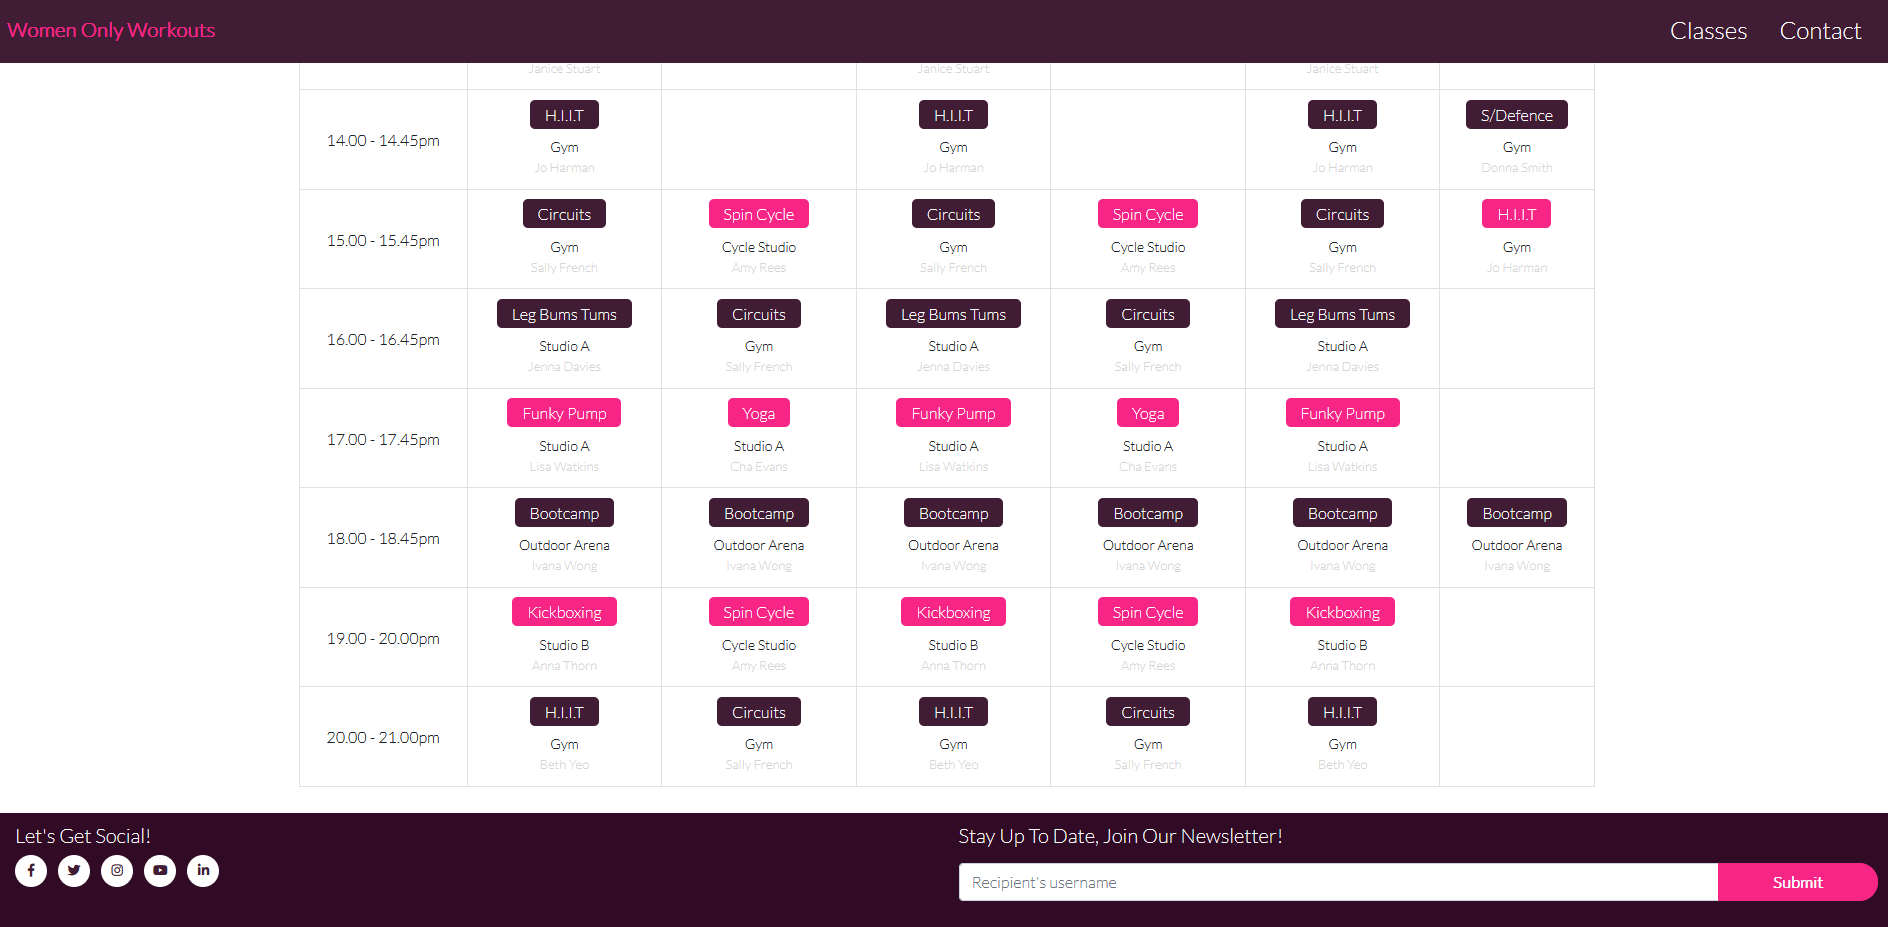 Women Only Workouts
Classes Contact
Janice Stuart Janice Stuart Janice Stuart
14.00 - 14.45pm
H.I.I.T H.I.I.T H.I.I.T S/Defence
Gym Gym Gym Gym
Jo Harman Jo Harman Jo Harman Donna Smith
15.00 - 15.45pm
Circuits Spin Cycle Circuits Spin Cycle Circuits H.I.I.T
Gym Cycle Studio Gym Cycle Studio Gym Gym
Sally French Amy Rees Sally French Amy Rees Sally French Jo Harman
16.00 - 16.45pm
Leg Bums Tums Circuits Leg Bums Tums Circuits Leg Bums Tums
Studio A Gym Studio A Gym Studio A
Jenna Davies Sally French Jenna Davies Sally French Jenna Davies
17.00 - 17.45pm
Funky Pump Yoga Funky Pump Yoga Funky Pump
Studio A Studio A Studio A Studio A Studio A
Lisa Watkins Cha Evans Lisa Watkins Cha Evans Lisa Watkins
18.00 - 18.45pm
Bootcamp Bootcamp Bootcamp Bootcamp Bootcamp Bootcamp
Outdoor Arena Outdoor Arena Outdoor Arena Outdoor Arena Outdoor Arena Outdoor Arena
Ivana Wong Ivana Wong Ivana Wong Ivana Wong Ivana Wong Ivana Wong
19.00 - 20.00pm
Kickboxing Spin Cycle Kickboxing Spin Cycle Kickboxing
Studio B Cycle Studio Studio B Cycle Studio Studio B
Anna Thorn Amy Rees Anna Thorn Amy Rees Anna Thorn
20.00 - 21.00pm
H.I.I.T Circuits H.I.I.T Circuits H.I.I.T
Gym Gym Gym Gym Gym
Beth Yeo Sally French Beth Yeo Sally French Beth Yeo
Let's Get Social!
Stay Up To Date, Join Our Newsletter!
Recipient's username
Submit